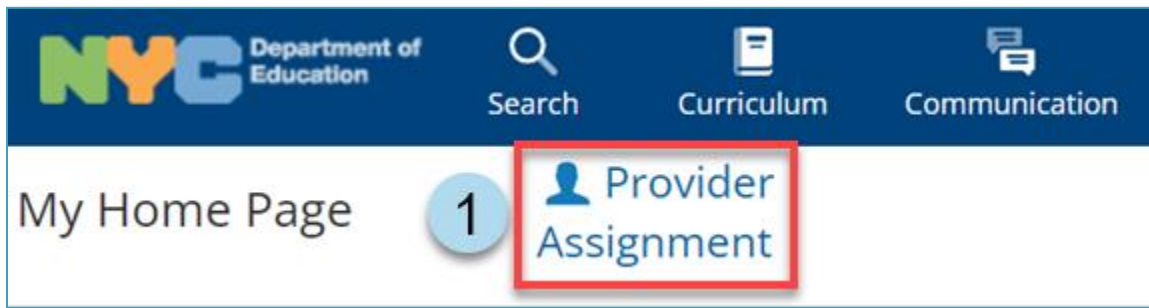 NYC Department of
Education
Search
Curriculum
Communication
My Home Page
1
Provider
Assignment